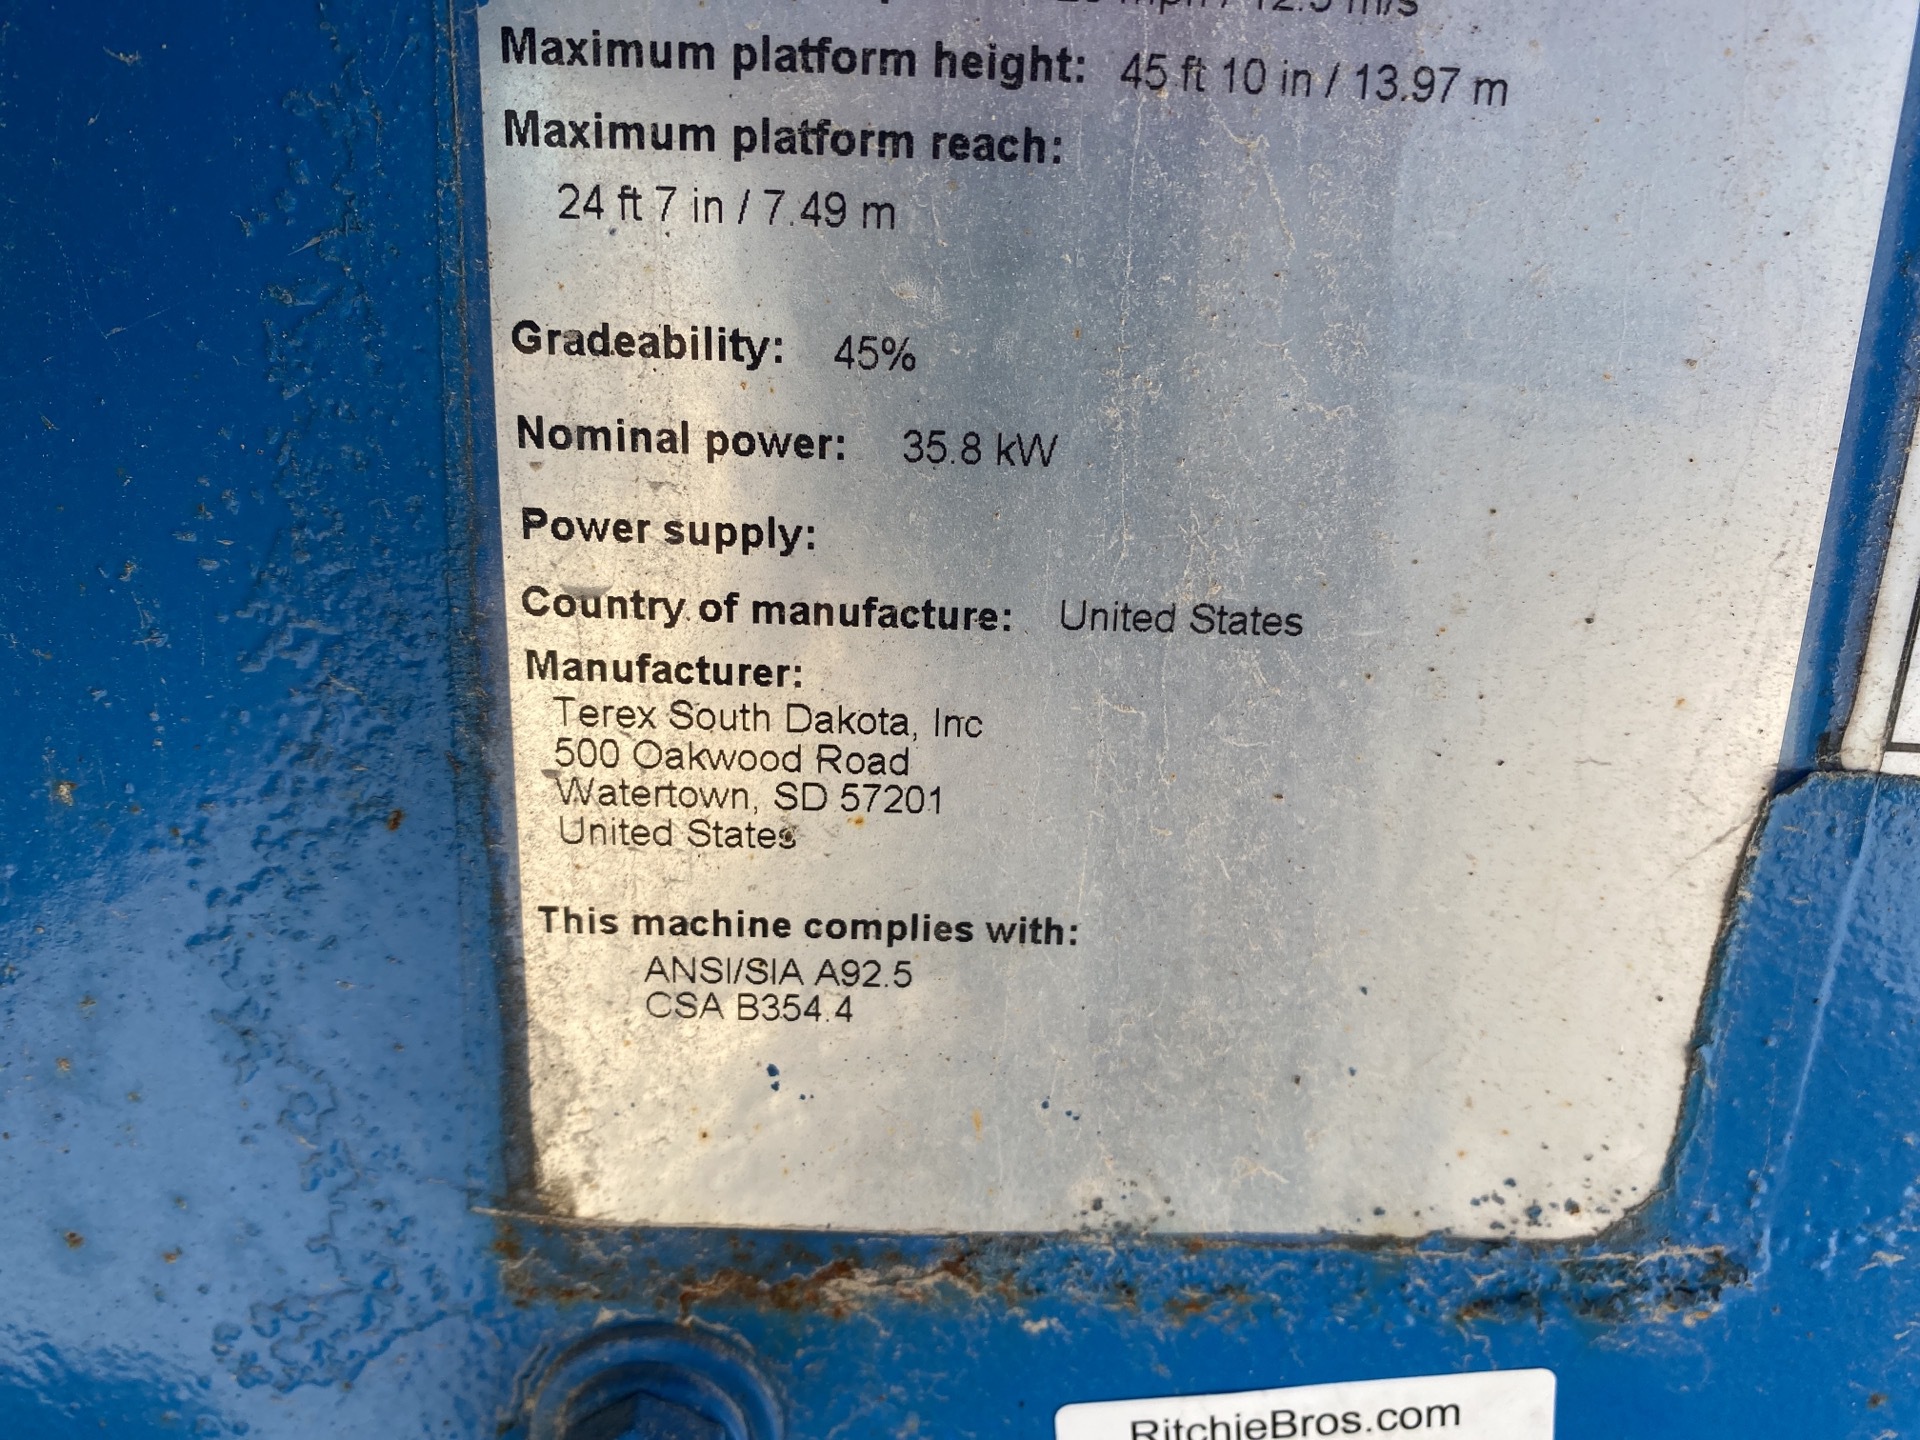 mph / 12.5 m/s
Maximum platform height: 45 ft 10 in / 13.97 m
Maximum platform reach:
24 ft 7 in / 7.49 m
Gradeability: 45%
Nominal power: 35.8 kW
Power supply:
Country of manufacture: United States
Manufacturer:
Terex South Dakota, Inc
500 Oakwood Road
Watertown, SD 57201
United States
This machine complies with:
ANSI/SIA A92.5
CSA B354.4
RitchieBros.com